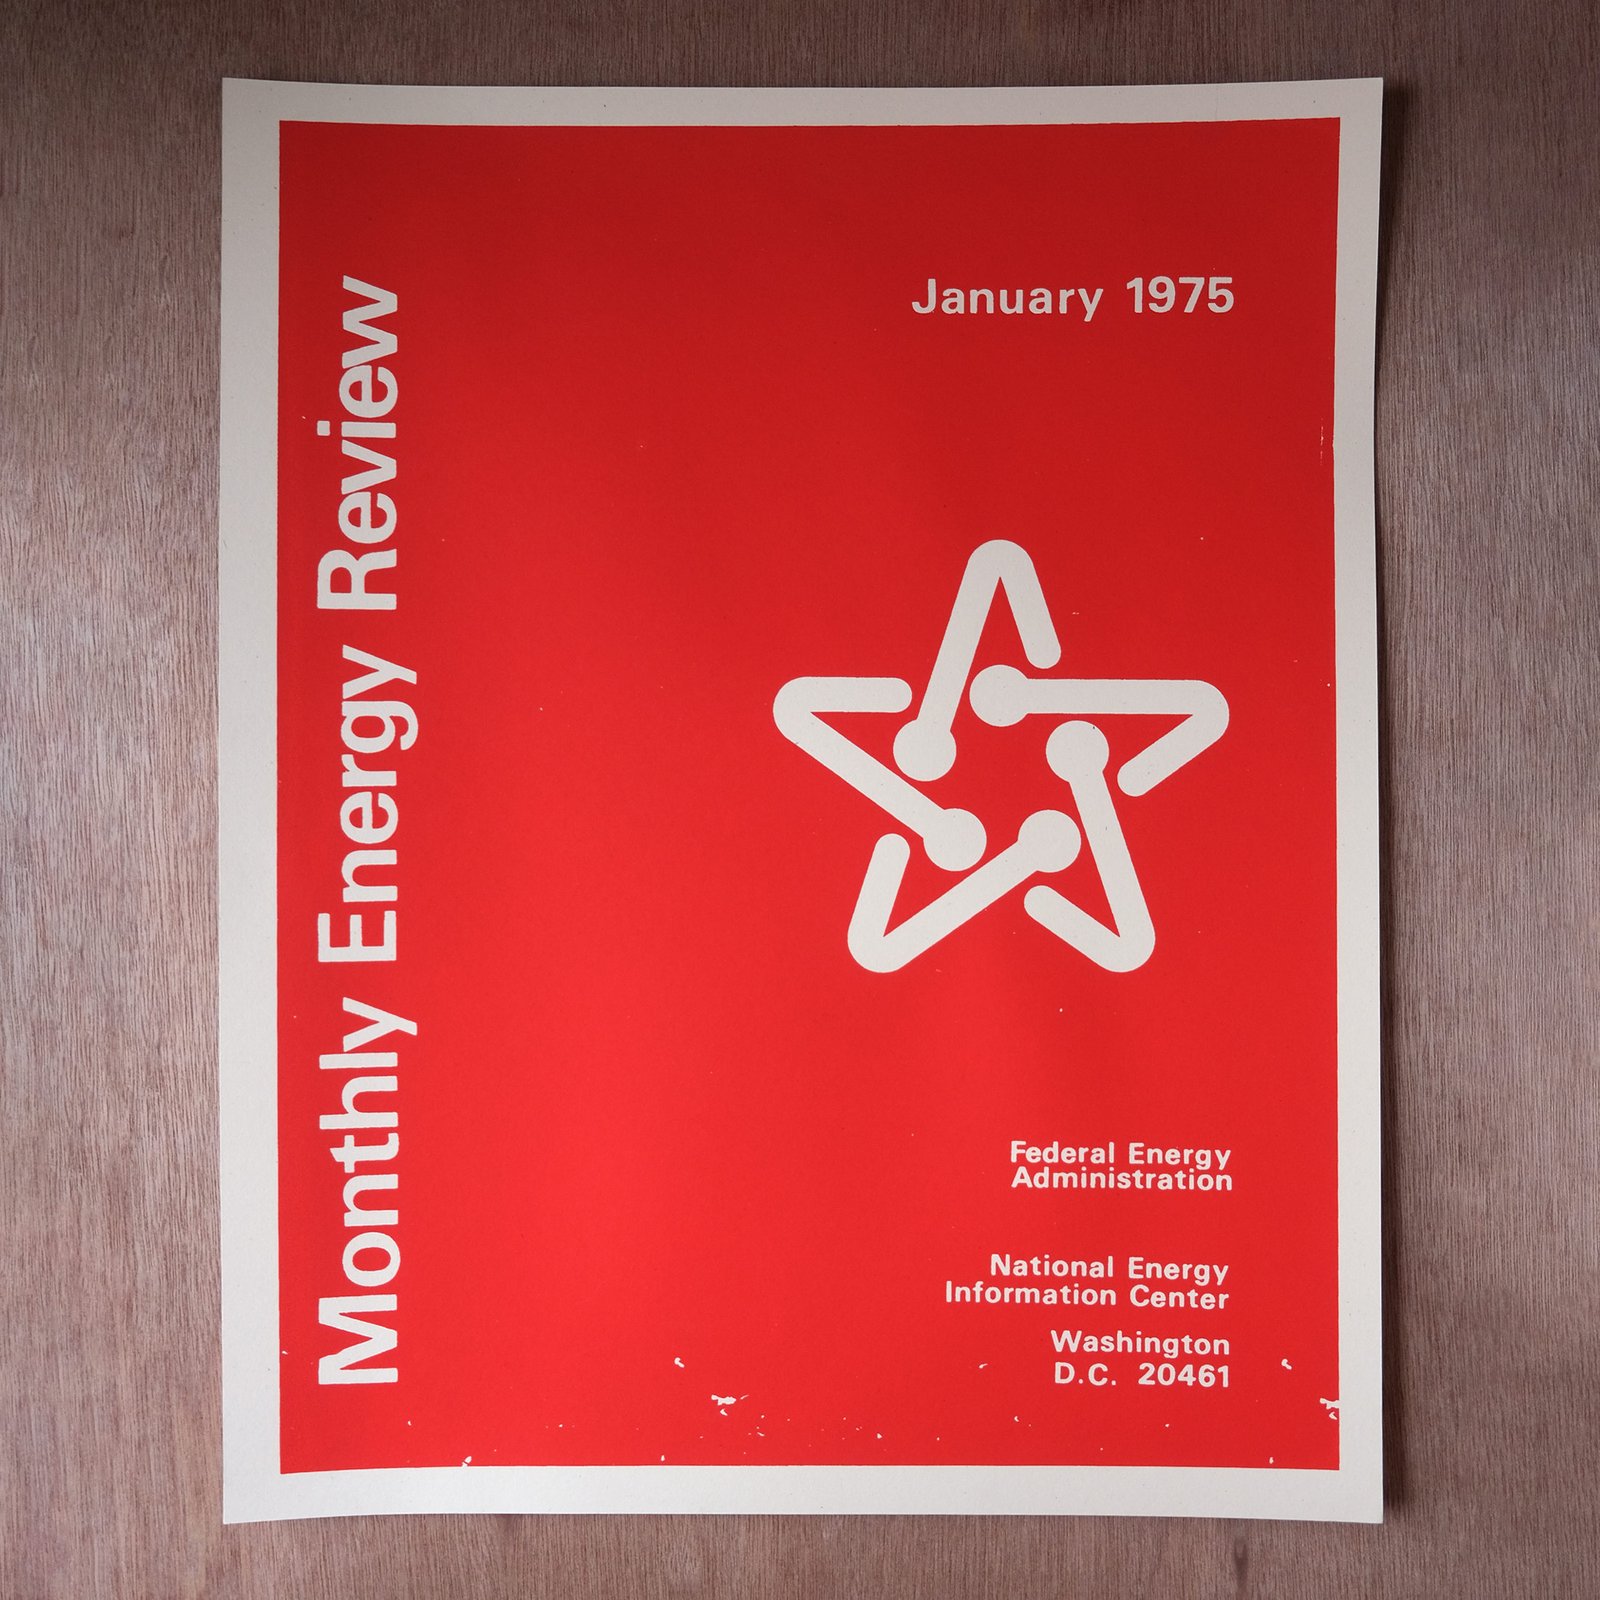 Monthly Energy Review
January 1975
Federal Energy
Administration
National Energy
Information Center
Washington
D.C. 20461